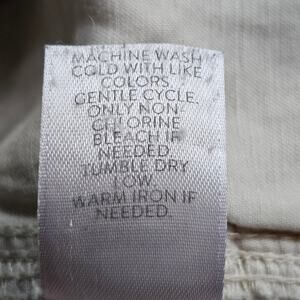 MACHINE WASH
COLD WITH LIKE
COLORS
GENTLE CYCLE.
ONLY NON-
CHLORINE
BLEACH IF
NEEDED.
TUMBLE DRY
LOW.
WARM IRON IF
NEEDED.